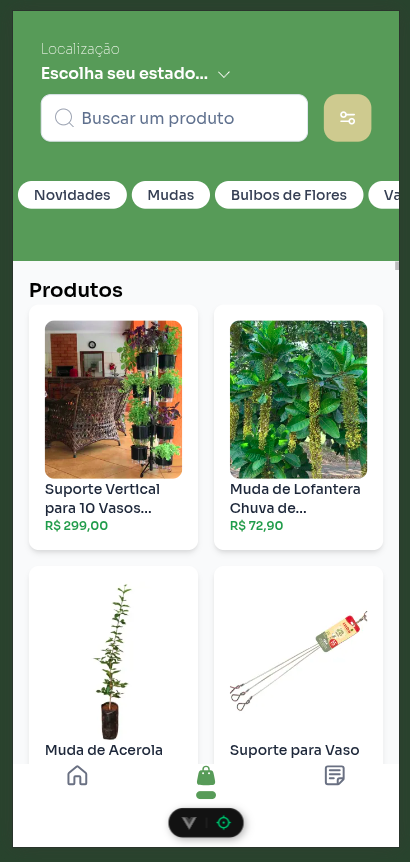 Localização
Escolha seu estado...
Buscar um produto
Novidades
Mudas
Bulbos de Flores
Produtos
Suporte Vertical
para 10 Vasos...
R$ 299,00
Muda de Lofantera
Chuva de...
R$ 72,90
Muda de Acerola
Suporte para Vaso